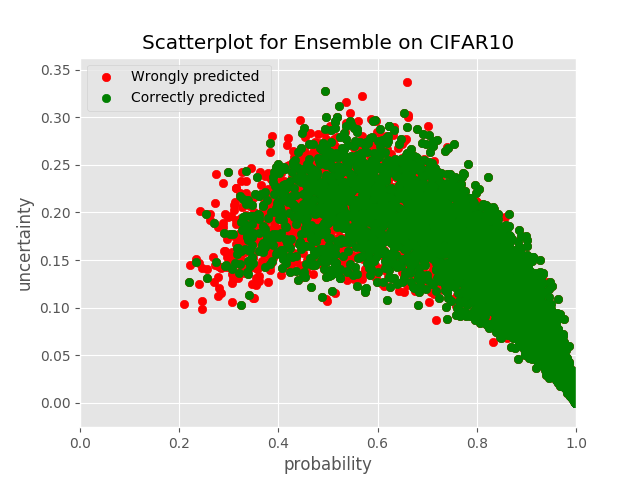 Scatterplot for Ensemble on CIFAR10
Wrongly predicted
Correctly predicted
0.35
0.30
0.25
0.20
0.15
0.10
0.05
0.00
uncertainty
0.0 0.2 0.4 0.6 0.8 1.0
probability